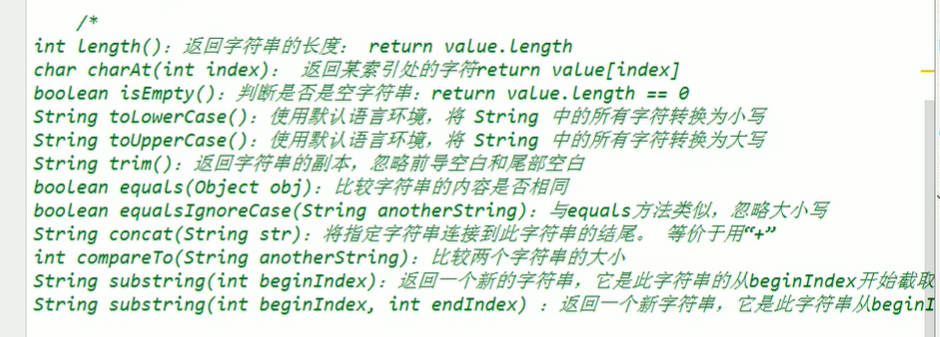 /*
int length()：返回字符串的长度： return value.length
char charAt(int index)： 返回某索引处的字符return value[index]
boolean isEmpty()：判断是否是空字符串：return value.length == 0
String toLowerCase()：使用默认语言环境，将 String 中的所有字符转换为小写
String toUpperCase()：使用默认语言环境，将 String 中的所有字符转换为大写
String trim()：返回字符串的副本，忽略前导空白和尾部空白
boolean equals(Object obj)：比较字符串的内容是否相同
boolean equalsIgnoreCase(String anotherString)：与equals方法类似，忽略大小写
String concat(String str)：将指定字符串连接到此字符串的结尾。 等价于用“+”
int compareTo(String anotherString)：比较两个字符串的大小
String substring(int beginIndex)：返回一个新的字符串，它是此字符串的从beginIndex开始截取
String substring(int beginIndex, int endIndex) ：返回一个新字符串，它是此字符串从beginI